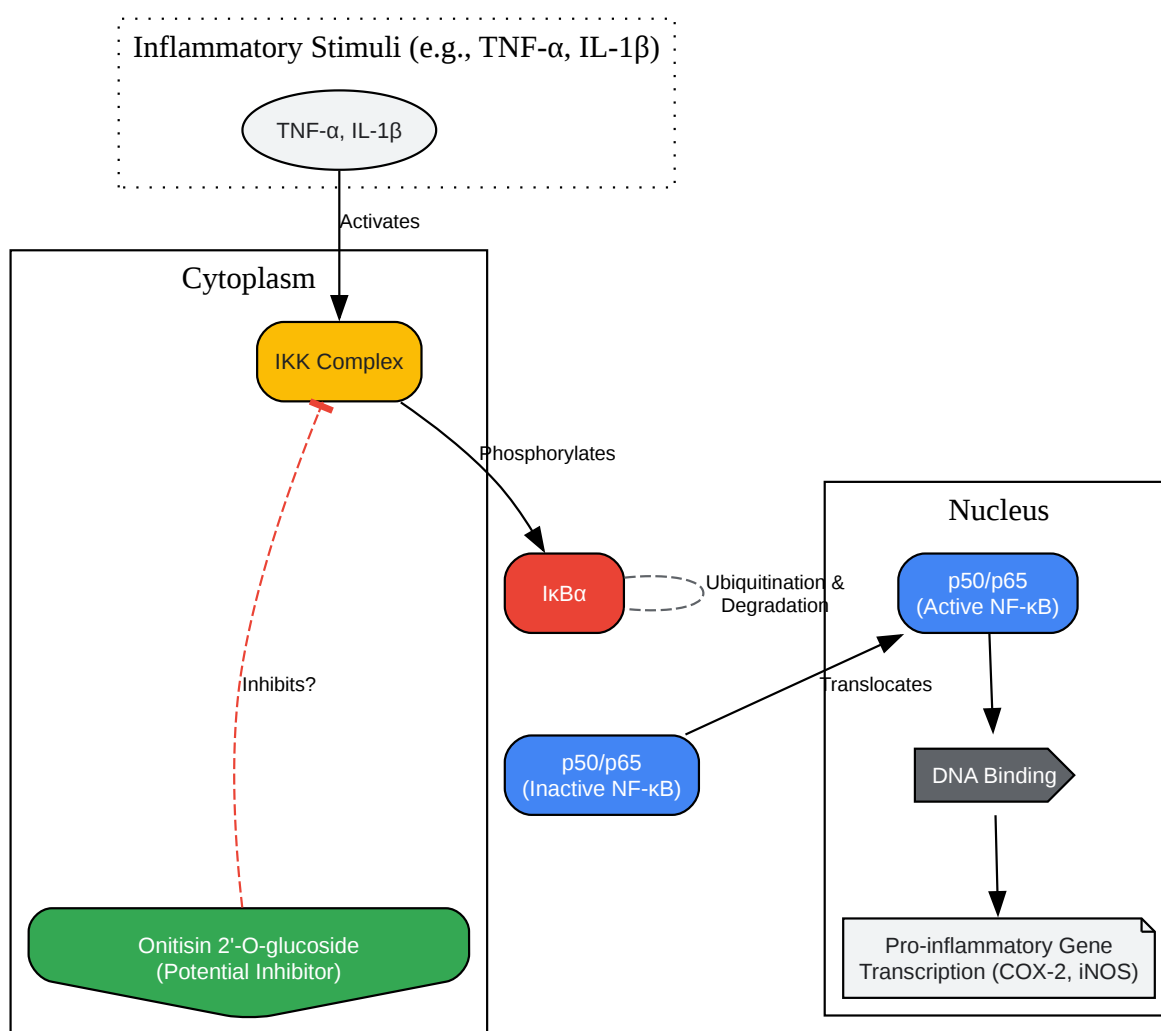 Inflammatory Stimuli (e.g., TNF-α, IL-1β)
TNF-α, IL-1β
Activates
Cytoplasm
IKK Complex
Phosphorylates
Nucleus
IκBα
Ubiquitination &
Degradation
p50/p65
(Active NF-κB)
Inhibits?
Translocates
p50/p65
(Inactive NF-κB)
DNA Binding
Onitisin 2'-O-glucoside
(Potential Inhibitor)
Pro-inflammatory Gene
Transcription (COX-2, iNOS)